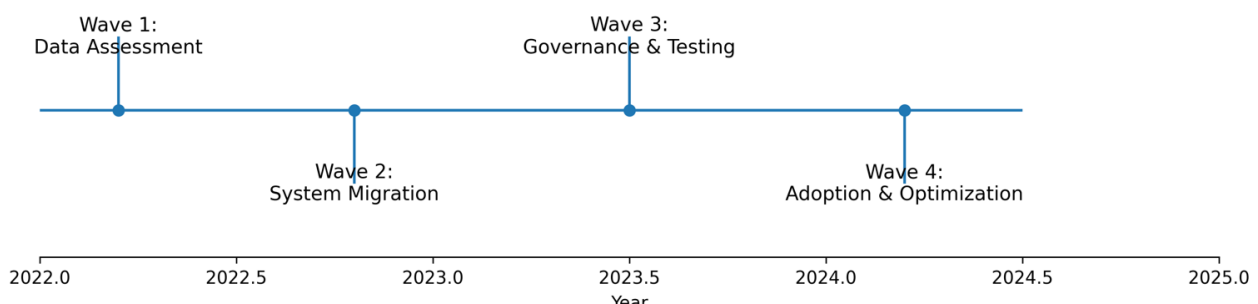 Wave 1:
Data Assessment
Wave 3:
Governance & Testing
Wave 2:
System Migration
Wave 4:
Adoption & Optimization
2022.0 2022.5 2023.0 2023.5 2024.0 2024.5 2025.0
Year